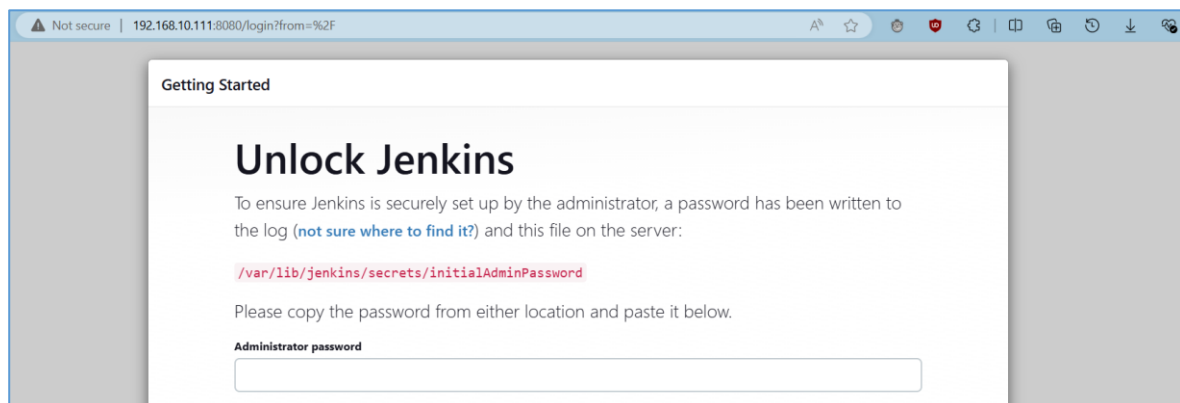 Not secure | 192.168.10.111:8080/login?from=%2F
Getting Started
Unlock Jenkins
To ensure Jenkins is securely set up by the administrator, a password has been written to
the log (not sure where to find it?) and this file on the server:
/var/lib/jenkins/secrets/initialAdminPassword
Please copy the password from either location and paste it below.
Administrator password